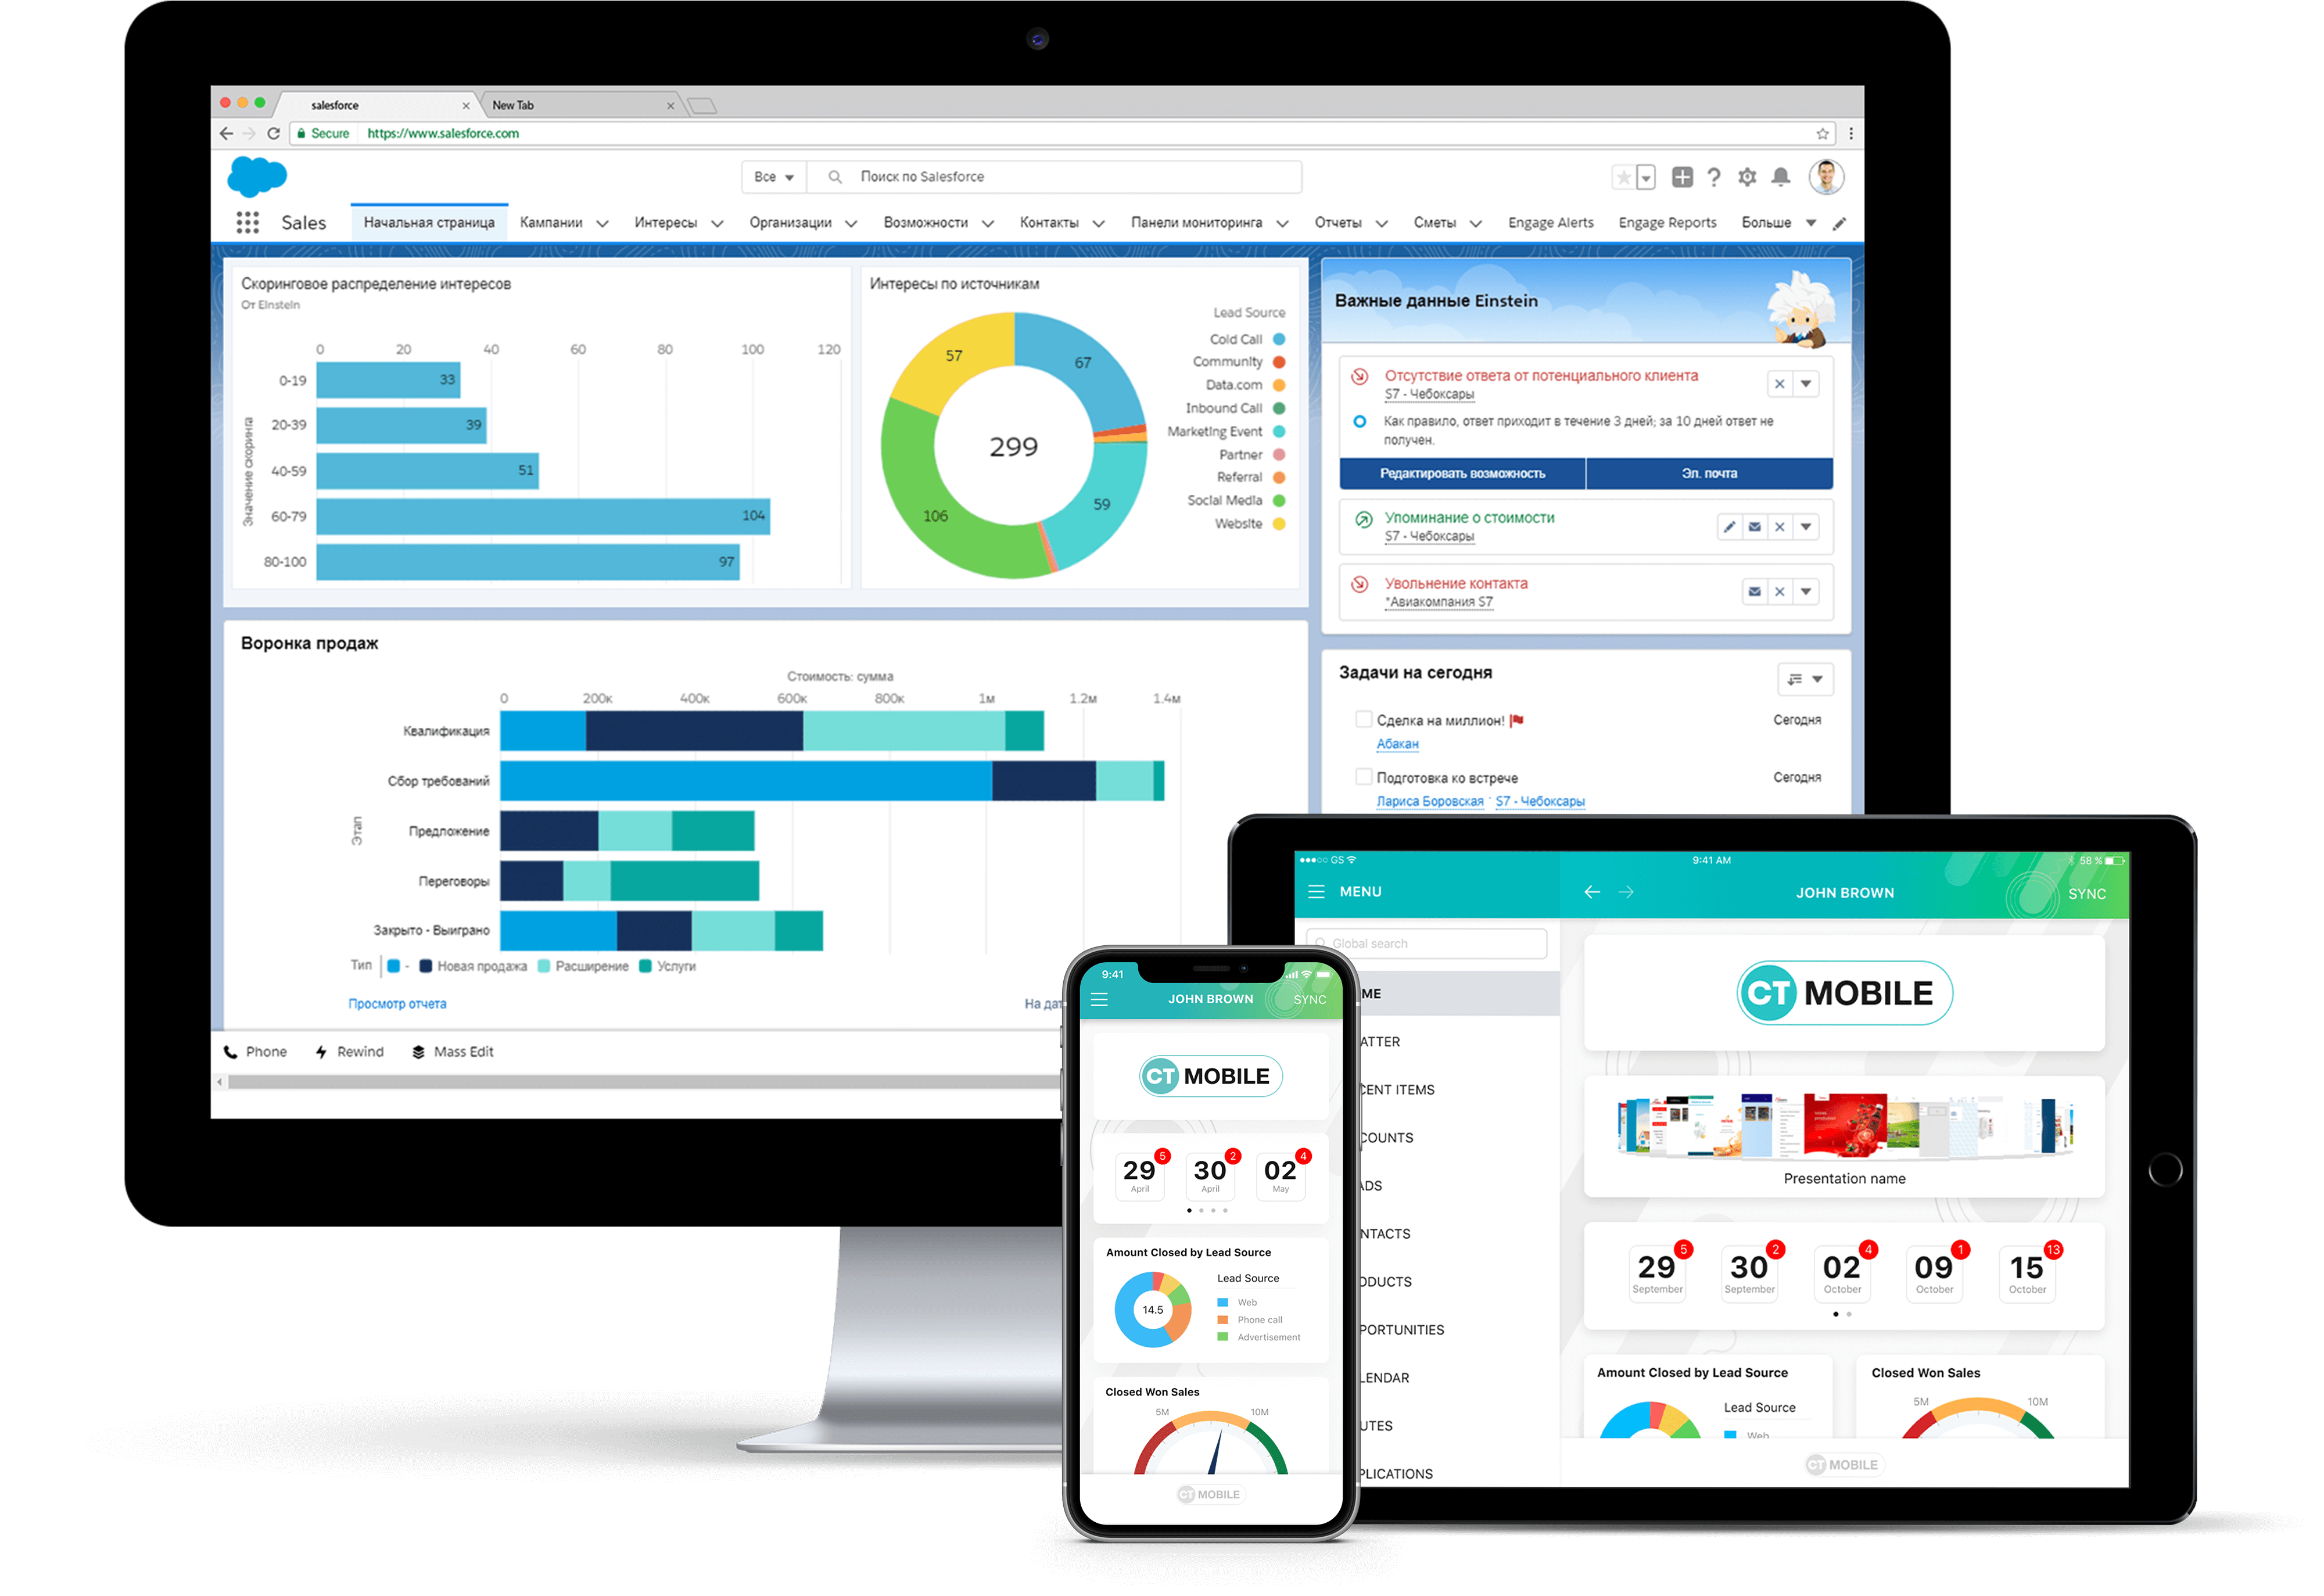 salesforce
New Tab
Secure
https://www.salesforce.com
Все
Поиск по Salesforce
Sales
Начальная страница
Кампании
Интересы
Организации
Возможности
Контакты
Панели мониторинга
Отчеты
Сметы
Engage Alerts
Engage Reports
Больше
Скоринговое распределение интересов
От Einstein
0 20 40 60 80 100 120
Значение скоринга
0-19 33
20-39 39
40-59 51
60-79 104
80-100 97
Интересы по источникам
57
67
299
106
59
Lead Source
Cold Call
Community
Data.com
Inbound Call
Marketing Event
Partner
Referral
Social Media
Website
Важные данные Einstein
Отсутствие ответа от потенциального клиента
S7 - Чебоксары
Как правило, ответ приходит в течение 3 дней; за 10 дней ответ не
получен.
Редактировать возможность
Эл. почта
Упоминание о стоимости
S7 - Чебоксары
Увольнение контакта
*Авиакомпания S7
Воронка продаж
Стоимость: сумма
0 200к 400к 600к 800к 1м 1.2м 1.4м
Этап
Квалификация
Сбор требований
Предложение
Переговоры
Закрыто - Выиграно
Тип - Новая продажа Расширение Услуги
Просмотр отчета
На дат
Задачи на сегодня
Сделка на миллион!
Сегодня
Абакан
Подготовка ко встрече
Сегодня
Лариса Боровская
S7 - Чебоксары
Phone
Rewind
Mass Edit
9:41
JOHN BROWN
SYNC
CT MOBILE
29 5
April
30 2
April
02 4
May
Amount Closed by Lead Source
14.5
Lead Source
Web
Phone call
Advertisement
Closed Won Sales
5M
10M
CT MOBILE
GS
9:41 AM
58 %
MENU
JOHN BROWN
SYNC
Global search
ME
ATTER
CENT ITEMS
COUNTS
ADS
NTACTS
ODUCTS
PORTUNITIES
LENDAR
UTES
PLICATIONS
CT MOBILE
Presentation name
29 5
September
30 2
September
02 4
October
09 1
October
15 13
October
Amount Closed by Lead Source
Lead Source
Web
Closed Won Sales
5M
10M
CT MOBILE